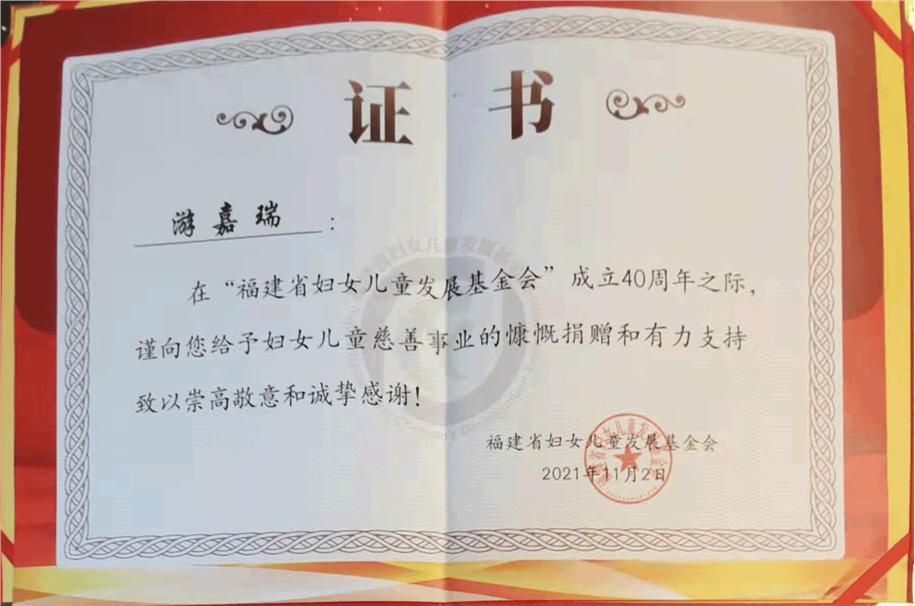 证书
游嘉瑞：
在“福建省妇女儿童发展基金会”成立40周年之际，
谨向您给予妇女儿童慈善事业的慷慨捐赠和有力支持
致以崇高敬意和诚挚感谢！
福建省妇女儿童发展基金会
2021年11月2日